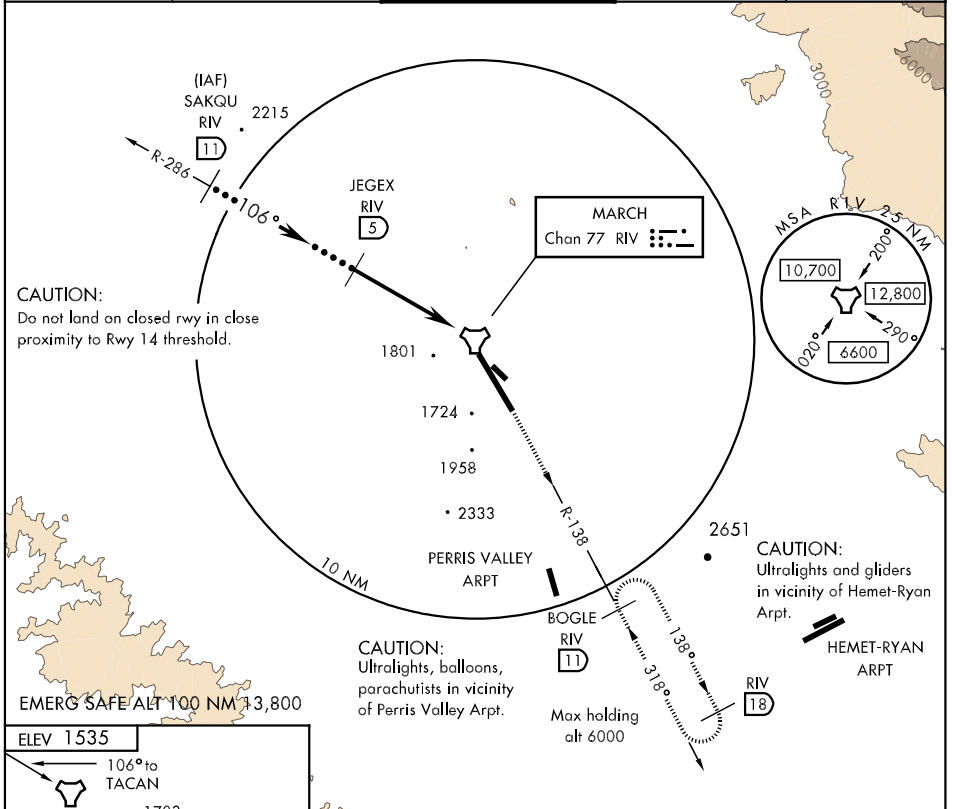 (IAF)
SAKQU
RIV
11
2215
R-286
106°
JEGEX
RIV
5
MARCH
Chan 77 RIV
3000
6000
MSA RIV 25 NM
200°
10,700
12,800
290°
020°
6600
CAUTION:
Do not land on closed rwy in close
proximity to Rwy 14 threshold.
1801
1724
1958
2333
R-138
10 NM
PERRIS VALLEY
ARPT
2651
CAUTION:
Ultralights and gliders
in vicinity of Hemet-Ryan
Arpt.
HEMET-RYAN
ARPT
BOGLE
RIV
11
138°
318°
RIV
18
CAUTION:
Ultralights, balloons,
parachutists in vicinity
of Perris Valley Arpt.
Max holding
alt 6000
EMERG SAFE ALT 100 NM 13,800
ELEV 1535
106° to
TACAN